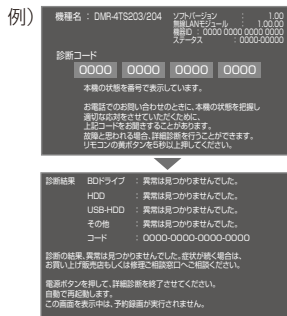 例)
機種名 : DMR-4TS203/204
ソフトバージョン : 1.00
無線LANモジュール : 1.00.00
機器ID : 0000 0000 0000 0000
ステータス : 0000-00000
診断コード
0000 0000 0000 0000
本機の状態を番号で表示しています。
お電話でのお問い合わせのときに、本機の状態を把握し
適切な応対をさせていただくために、
上記コードをお聞きすることがあります。
故障と思われる場合、詳細診断を行うことができます。
リモコンの黄ボタンを5秒以上押してください。
診断結果 BDドライブ : 異常は見つかりませんでした。
HDD : 異常は見つかりませんでした。
USB-HDD : 異常は見つかりませんでした。
その他 : 異常は見つかりませんでした。
コード : 0000-0000-0000-0000
診断の結果、異常は見つかりませんでした。症状が続く場合は、
お買い上げ販売店もしくは修理ご相談窓口へご相談ください。
電源ボタンを押して、詳細診断を終了させてください。
自動で再起動します。
この画面を表示中は、予約録画が実行されません。